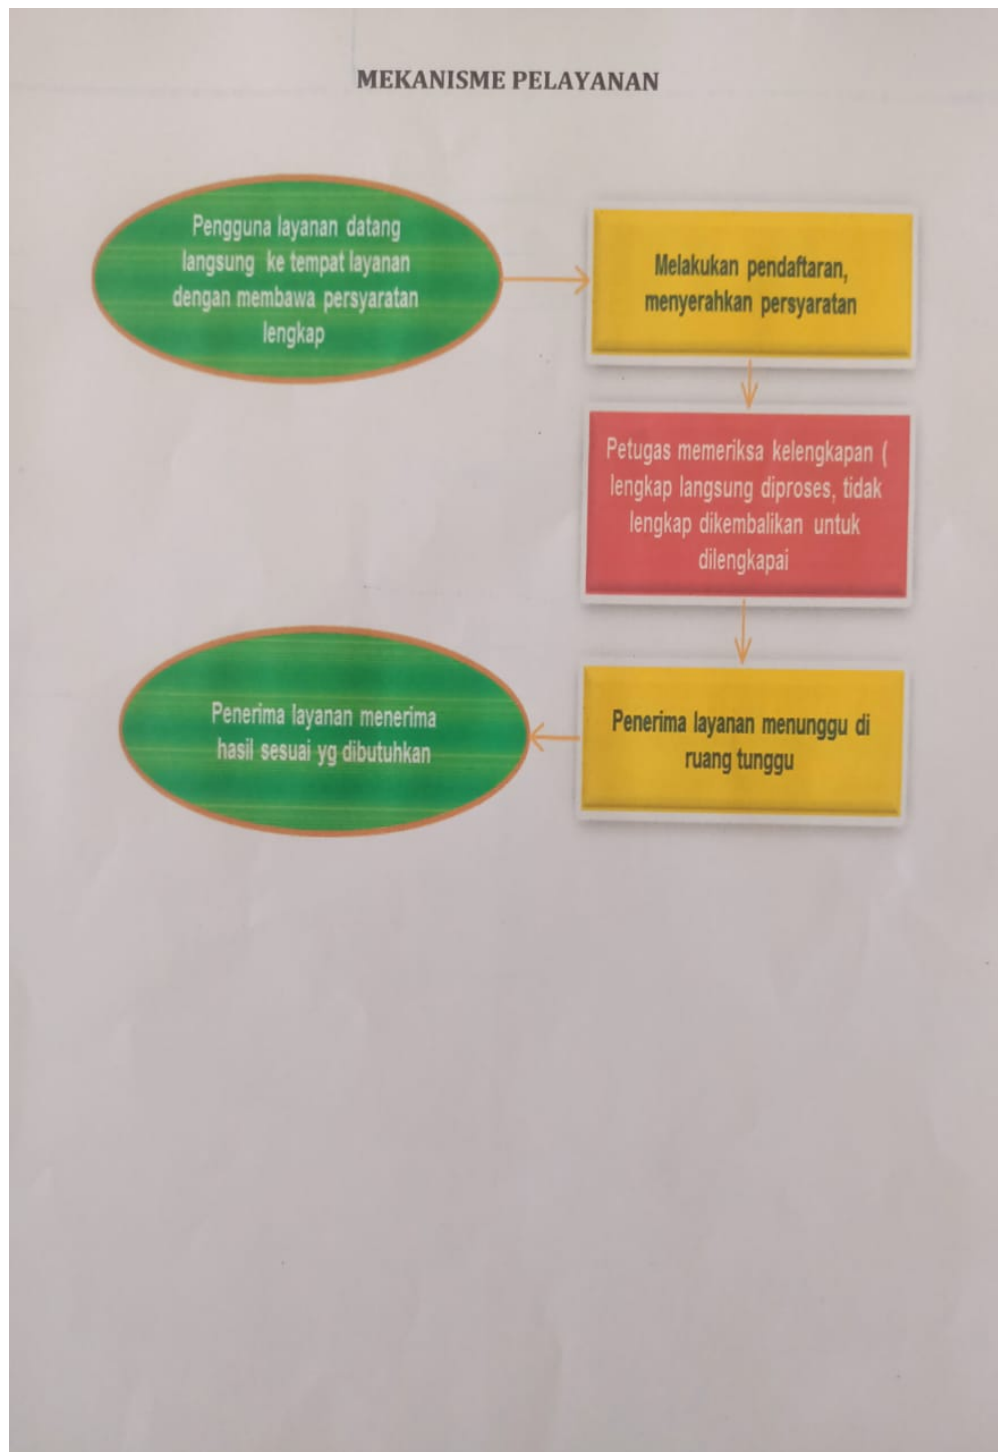 MEKANISME PELAYANAN
Pengguna layanan datang
langsung ke tempat layanan
dengan membawa persyaratan
lengkap
Melakukan pendaftaran,
menyerahkan persyaratan
Petugas memeriksa kelengkapan (
lengkap langsung diproses, tidak
lengkap dikembalikan untuk
dilengkapai
Penerima layanan menunggu di
ruang tunggu
Penerima layanan menerima
hasil sesuai yg dibutuhkan